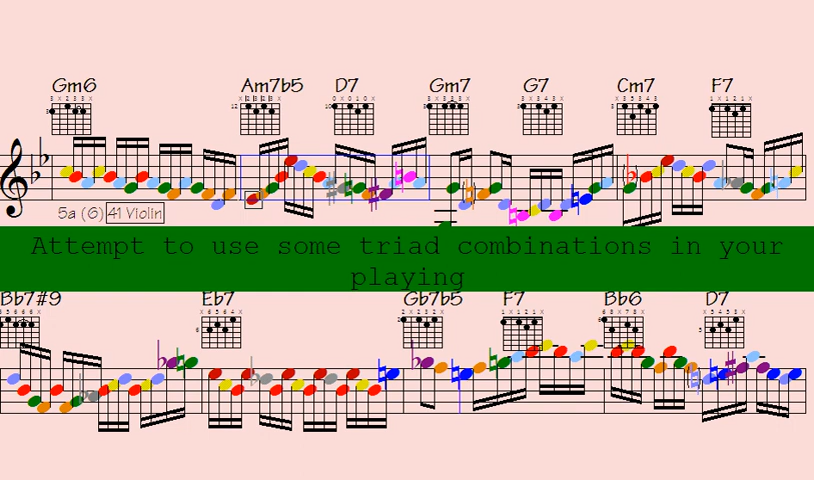 Gm6 Am7b5 D7 Gm7 G7 Cm7 F7
5a (G) 41 Violin
Attempt to use some triad combinations in your
playing
Bb7#9 Eb7 Gb7b5 F7 Bb6 D7